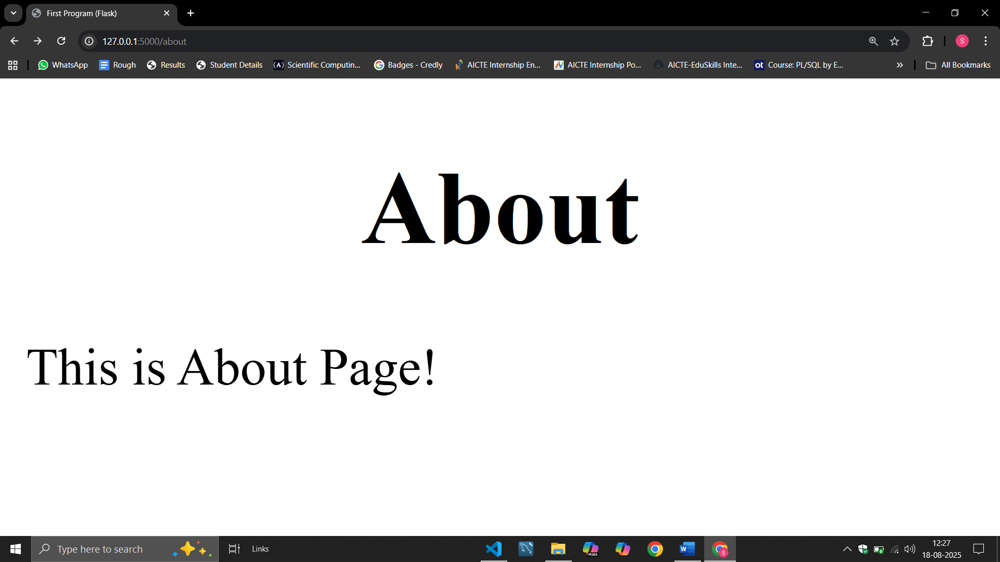 First Program (Flask)
127.0.0.1:5000/about
WhatsApp Rough Results Student Details Scientific Computin... Badges - Credly AICTE Internship En... AICTE Internship Po... AICTE-EduSkills Inte... Course: PL/SQL by E... All Bookmarks
About
This is About Page!
Type here to search Links 12:27
18-08-2025